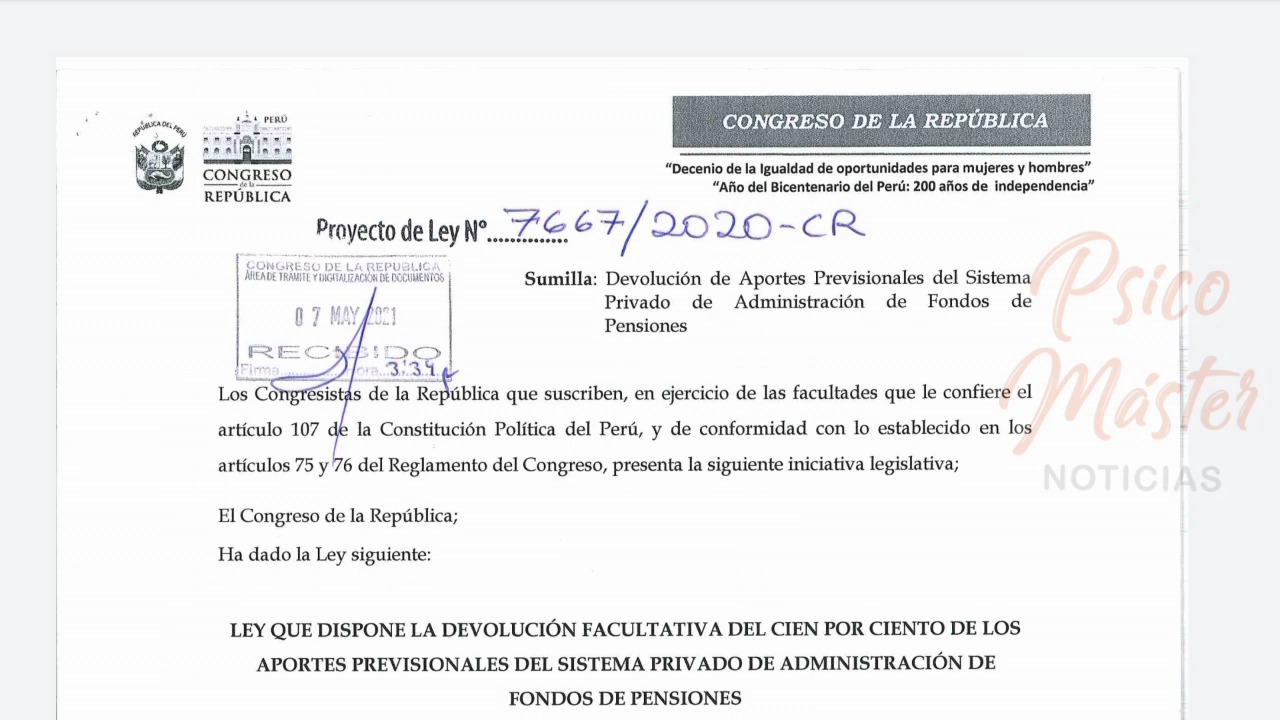 REPÚBLICA DEL PERÚ
PERÚ
CONGRESO
de la
REPÚBLICA
CONGRESO DE LA REPÚBLICA
“Decenio de la Igualdad de oportunidades para mujeres y hombres”
“Año del Bicentenario del Perú: 200 años de independencia”
Proyecto de Ley N°.............. 7667/2020-CR
CONGRESO DE LA REPUBLICA
ÁREA DE TRÁMITE Y DIGITALIZACIÓN DE DOCUMENTOS
07 MAY 2021
RECIBIDO
Firma
Sumilla: Devolución de Aportes Previsionales del Sistema
Privado de Administración de Fondos de
Pensiones
Los Congresistas de la República que suscriben, en ejercicio de las facultades que le confiere el
artículo 107 de la Constitución Política del Perú, y de conformidad con lo establecido en los
artículos 75 y 76 del Reglamento del Congreso, presenta la siguiente iniciativa legislativa;
El Congreso de la República;
Ha dado la Ley siguiente:
LEY QUE DISPONE LA DEVOLUCIÓN FACULTATIVA DEL CIEN POR CIENTO DE LOS
APORTES PREVISIONALES DEL SISTEMA PRIVADO DE ADMINISTRACIÓN DE
FONDOS DE PENSIONES
Psico
Máster
NOTICIAS